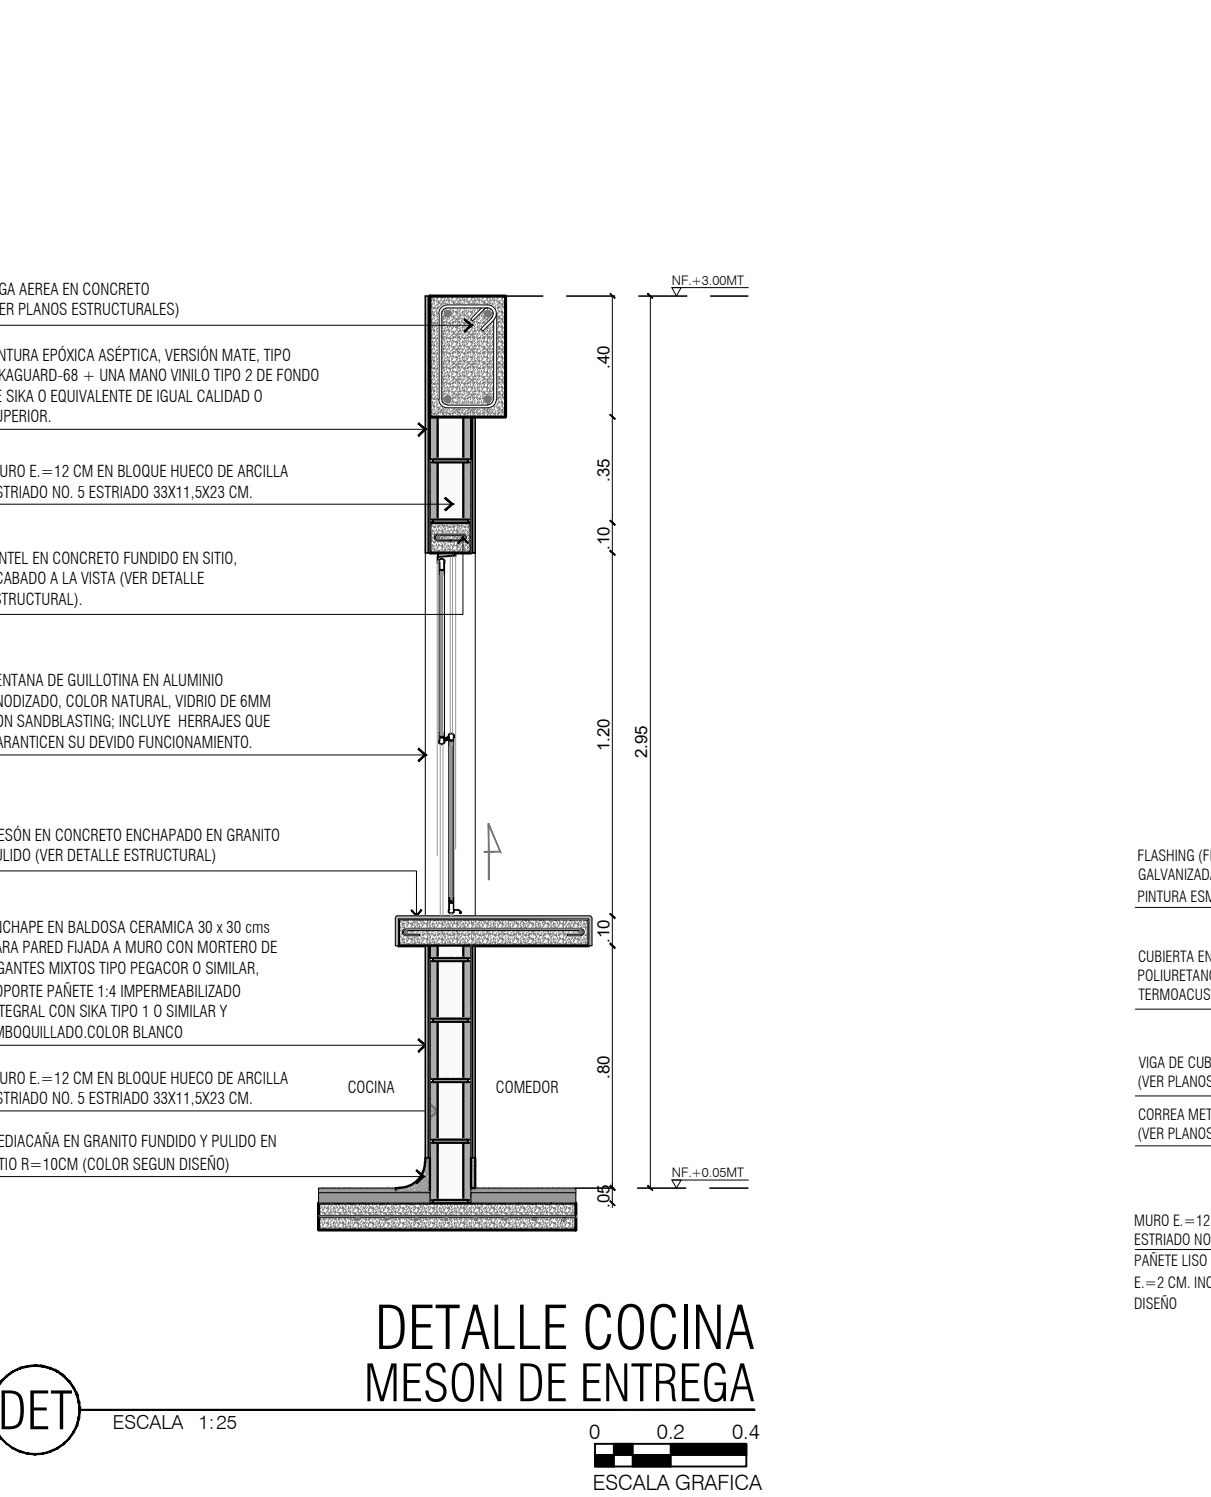 GA AEREA EN CONCRETO
ER PLANOS ESTRUCTURALES)
NTURA EPÓXICA ASÉPTICA, VERSIÓN MATE, TIPO
KAGUARD-68 + UNA MANO VINILO TIPO 2 DE FONDO
E SIKA O EQUIVALENTE DE IGUAL CALIDAD O
UPERIOR.
URO E.=12 CM EN BLOQUE HUECO DE ARCILLA
STRIADO NO. 5 ESTRIADO 33X11,5X23 CM.
NTEL EN CONCRETO FUNDIDO EN SITIO,
CABADO A LA VISTA (VER DETALLE
STRUCTURAL).
ENTANA DE GUILLOTINA EN ALUMINIO
NODIZADO, COLOR NATURAL, VIDRIO DE 6MM
ON SANDBLASTING; INCLUYE HERRAJES QUE
ARANTICEN SU DEVIDO FUNCIONAMIENTO.
ESÓN EN CONCRETO ENCHAPADO EN GRANITO
ULIDO (VER DETALLE ESTRUCTURAL)
NCHAPE EN BALDOSA CERAMICA 30 x 30 cms
ARA PARED FIJADA A MURO CON MORTERO DE
GANTES MIXTOS TIPO PEGACOR O SIMILAR,
OPORTE PAÑETE 1:4 IMPERMEABILIZADO
TEGRAL CON SIKA TIPO 1 O SIMILAR Y
MBOQUILLADO.COLOR BLANCO
URO E.=12 CM EN BLOQUE HUECO DE ARCILLA
STRIADO NO. 5 ESTRIADO 33X11,5X23 CM.
EDIACAÑA EN GRANITO FUNDIDO Y PULIDO EN
TIO R=10CM (COLOR SEGUN DISEÑO)
COCINA
COMEDOR
NF.+3.00MT
.40
.35
.10
1.20
2.95
.10
.80
.05
NF.+0.05MT
DETALLE COCINA
MESON DE ENTREGA
DET
ESCALA 1:25
0 0.2 0.4
ESCALA GRAFICA
FLASHING (F
GALVANIZAD
PINTURA ESM
CUBIERTA EN
POLIURETANO
TERMOACUS
VIGA DE CUB
(VER PLANOS
CORREA MET
(VER PLANOS
MURO E.=12
ESTRIADO NO
PAÑETE LISO
E.=2 CM. INC
DISEÑO